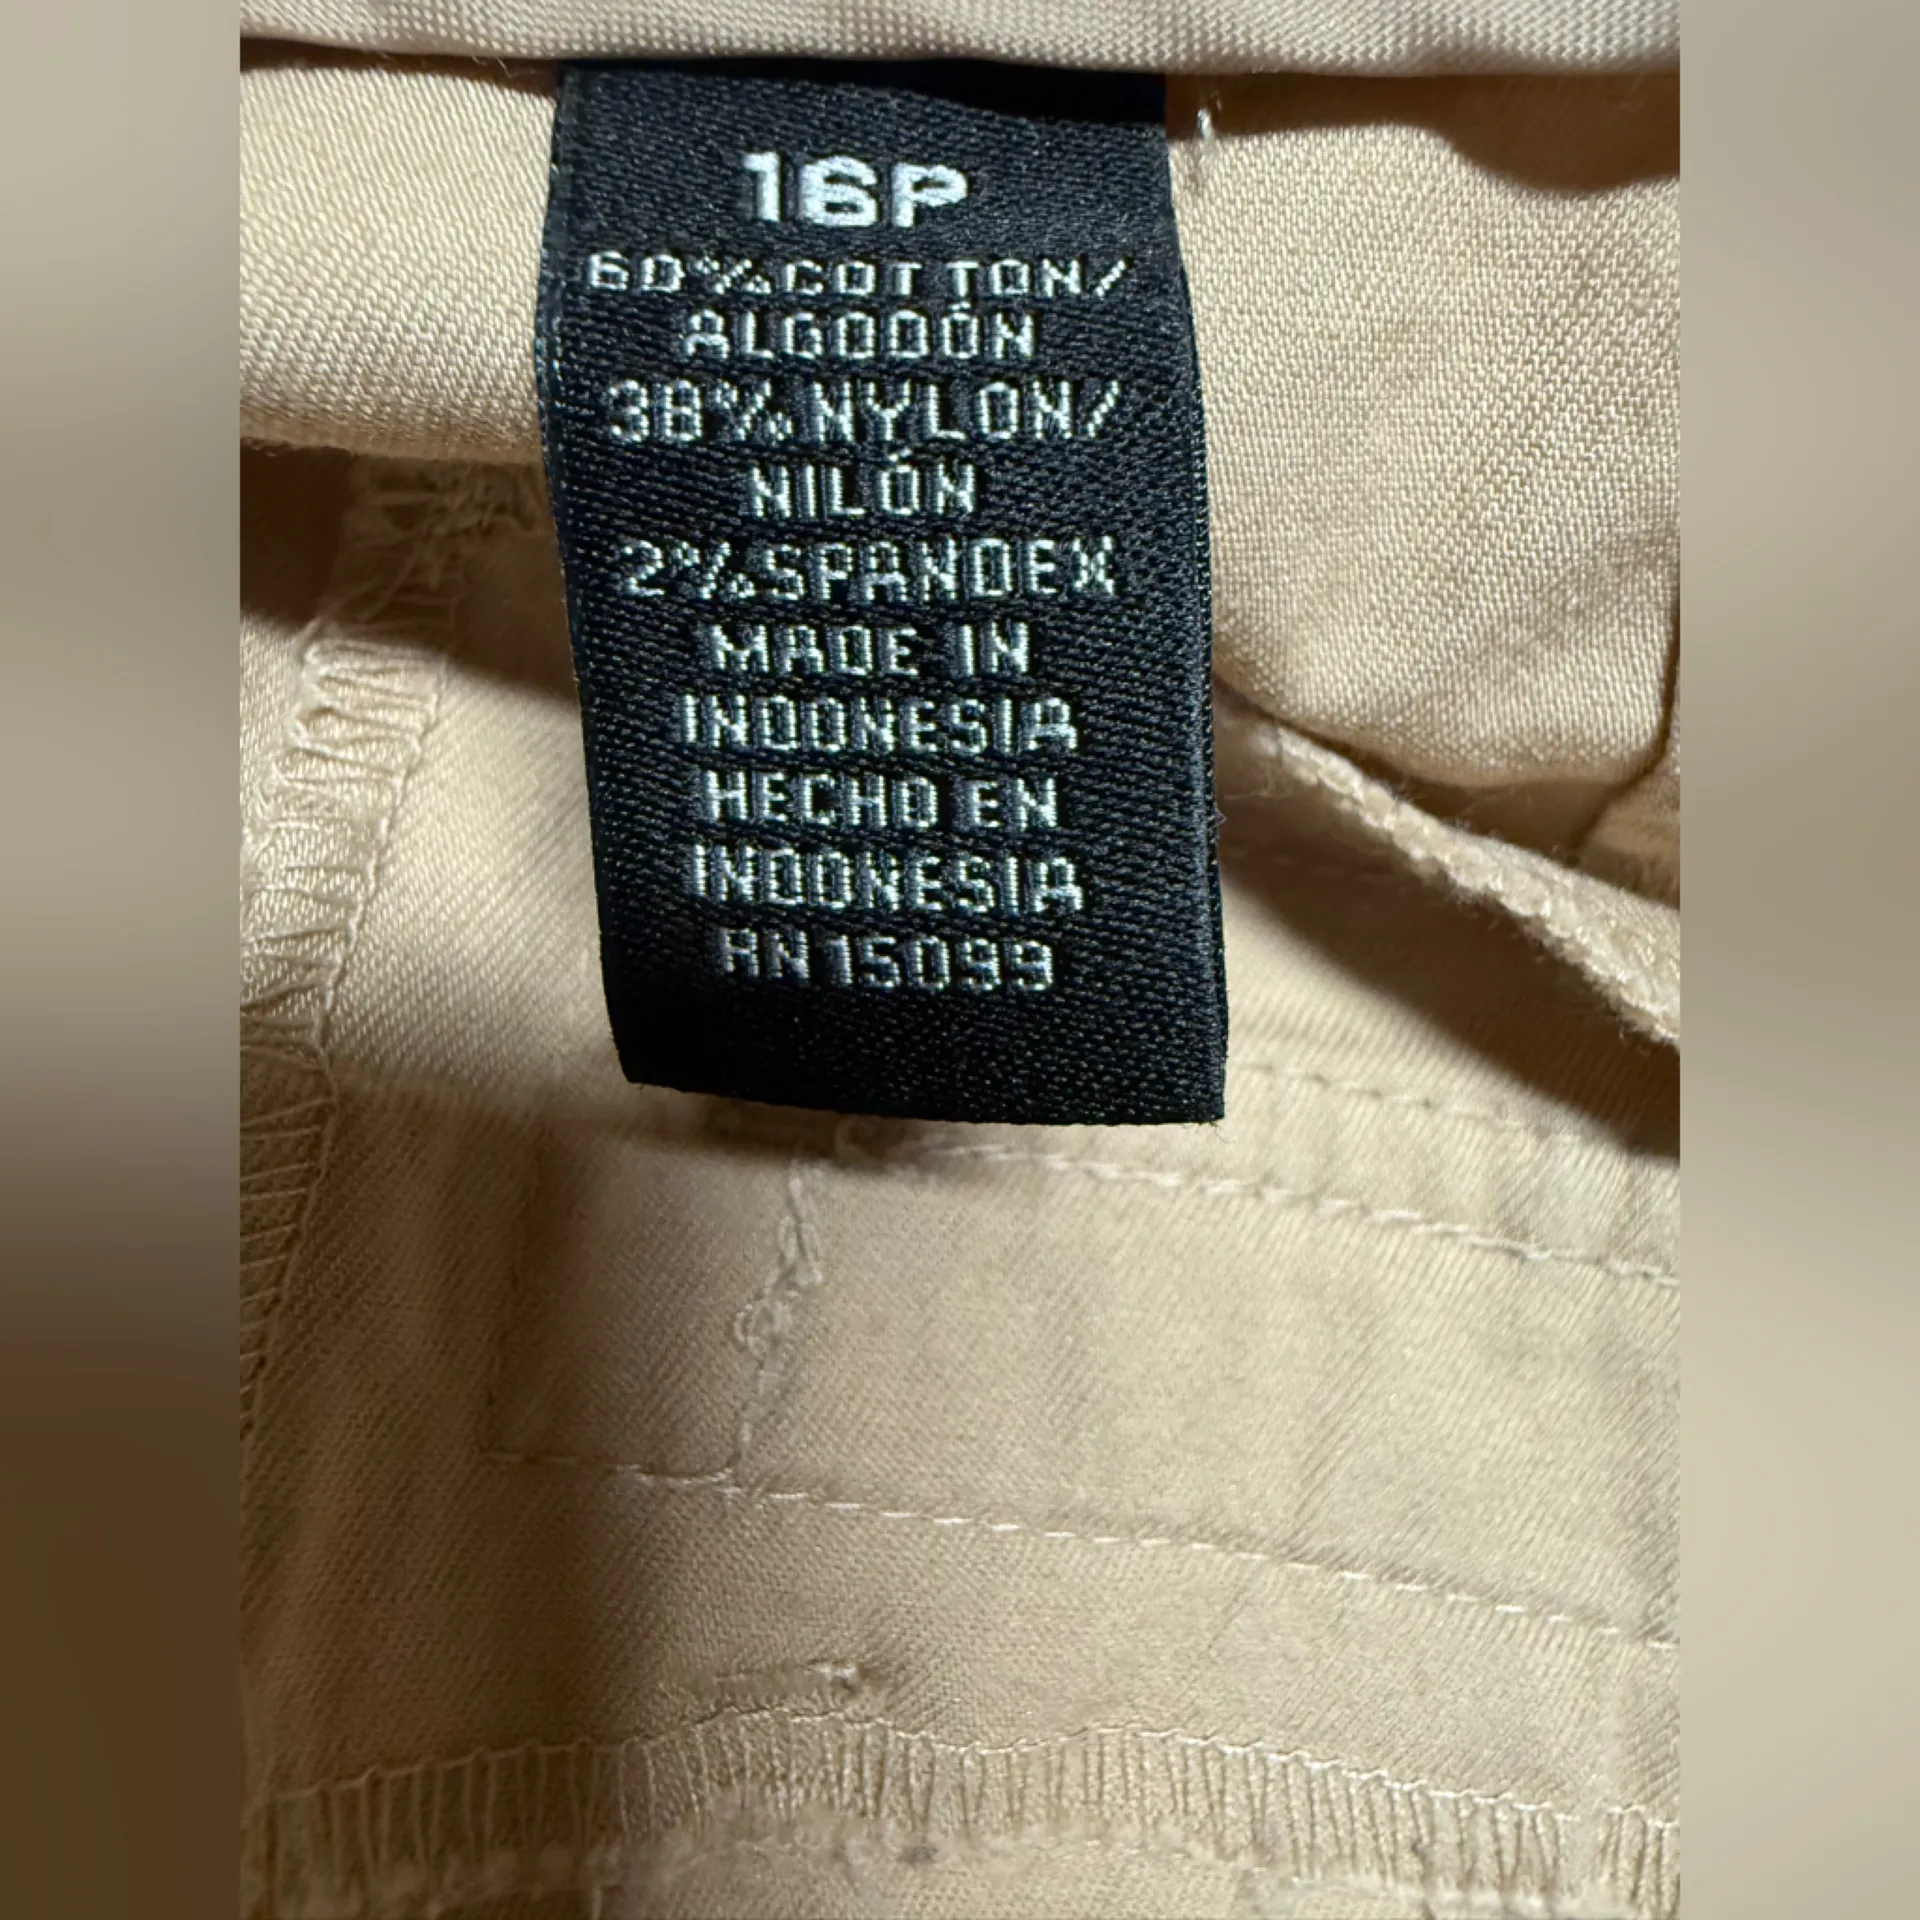 16P
60% COTTON/
ALGODÓN
38% NYLON/
NILÓN
2% SPANDEX
MADE IN
INDONESIA
HECHO EN
INDONESIA
RN 15099